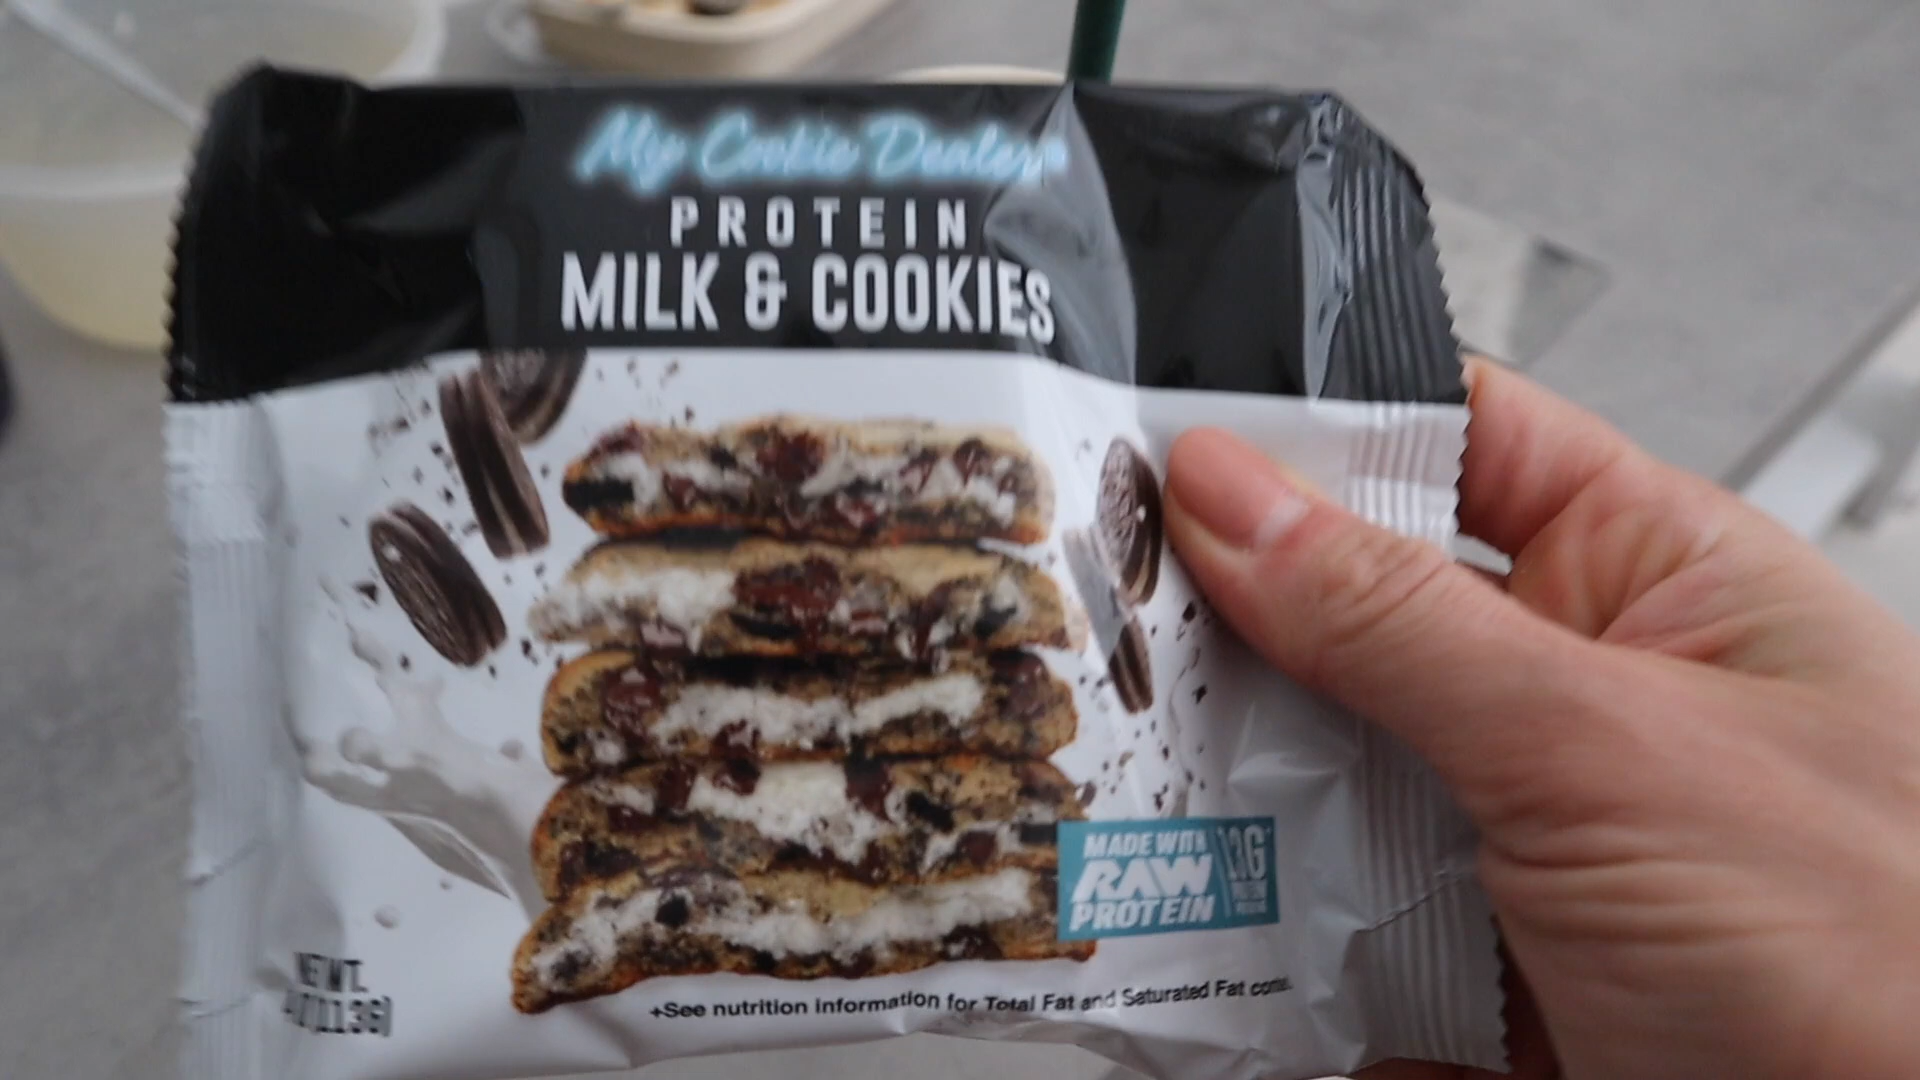 My Cookie Dealer
PROTEIN
MILK & COOKIES
MADE WITH
RAW
PROTEIN
NET WT.
(113G)
+See nutrition information for Total Fat and Saturated Fat